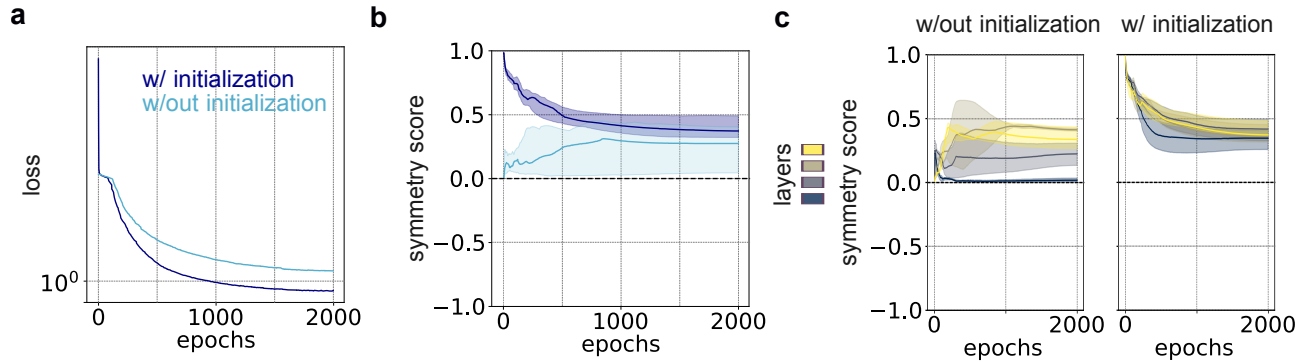 a
w/ initialization
w/out initialization
loss
10⁰
0
1000
2000
epochs
b
1.0
0.5
0.0
−0.5
−1.0
symmetry score
0
1000
2000
epochs
c
w/out initialization
w/ initialization
layers
symmetry score
1.0
0.5
0.0
−0.5
−1.0
0
2000
epochs
0
2000
epochs